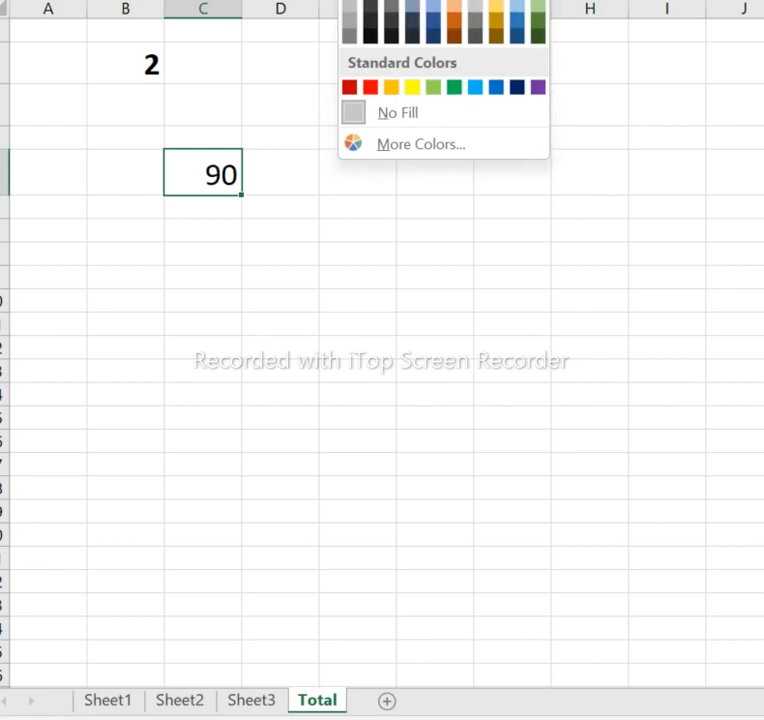 A B C D H I J
2
Standard Colors
No Fill
More Colors...
90
Recorded with iTop Screen Recorder
Sheet1 Sheet2 Sheet3 Total